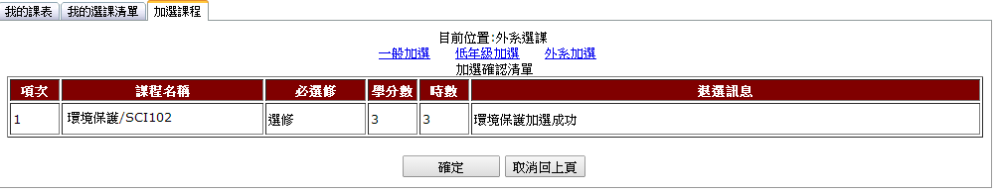 我的課表 我的選課清單 加選課程
目前位置:外系選課
一般加選 低年級加選 外系加選
加選確認清單
項次 課程名稱 必選修 學分數 時數 退選訊息
1 環境保護/SCI102 選修 3 3 環境保護加選成功
確定 取消回上頁